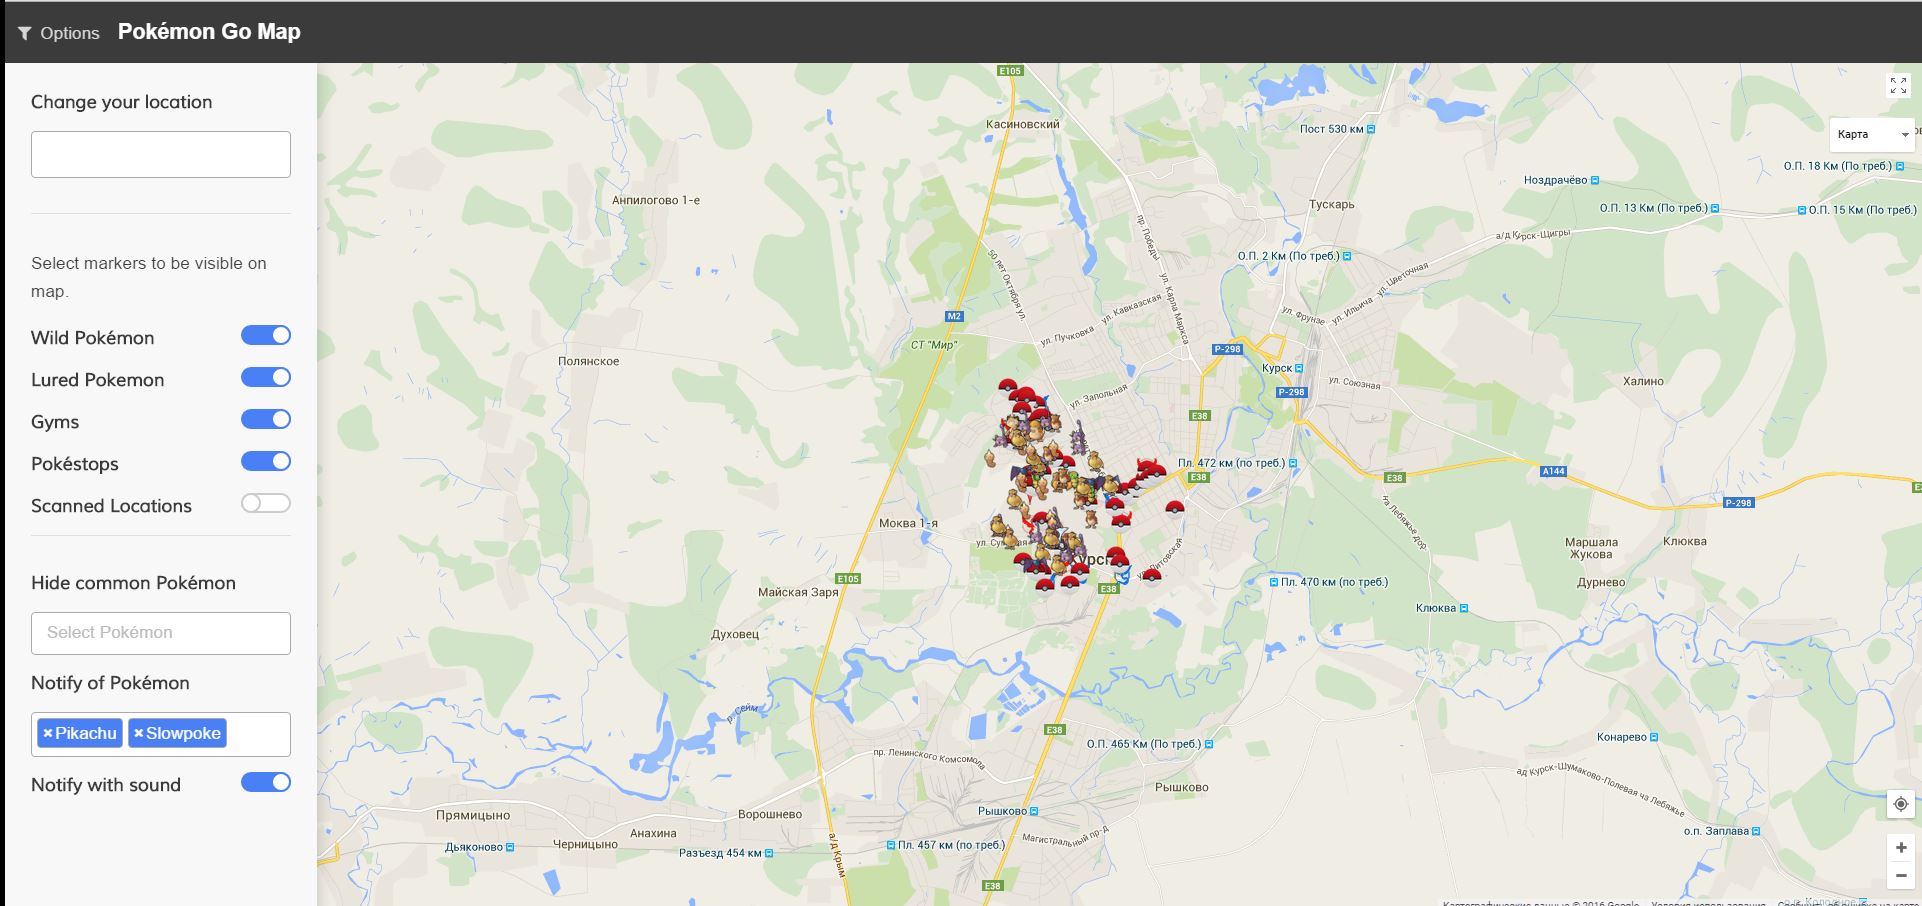 Options
Pokémon Go Map
Change your location
Select markers to be visible on
map.
Wild Pokémon
Lured Pokemon
Gyms
Pokéstops
Scanned Locations
Hide common Pokémon
Select Pokémon
Notify of Pokémon
×Pikachu ×Slowpoke
Notify with sound
E105
Касиновский
Пост 530 км
Карта
О.П. 18 Км (По треб.)
Ноздрачёво
Анпилогово 1-е
Тускарь
О.П. 13 Км (По треб.)
О.П. 15 Км (По треб.)
пр. Победы
а/д Курск-Щигры
О.П. 2 Км (По треб.)
50 лет Октября ул.
ул. Карла Маркса
ул. Цветочная
ул. Кавказская
ул. Ильича
M2
ул. Фрунзе
ул. Пучковка
СТ "Мир"
P-298
Полянское
Курск
ул. Союзная
Халино
P-298
ул. Запольная
E38
Пл. 472 км (по треб.)
A144
E38
E38
P-298
на Лебяжье дор.
Моква 1-я
Маршала
Жукова
Клюква
ул. Литовская
E105
Пл. 470 км (по треб.)
Дурнево
Майская Заря
E38
Клюква
Духовец
р. Сейм
E38
О.П. 465 Км (По треб.)
Конарево
пр. Ленинского Комсомола
ад Курск-Шумаково-Полевая ч-а Лебяжье
Рышково
Прямицыно
Ворошнево
Рышково
Анахина
Магистральный пр-д
о.п. Заплава
Дьяконово
Черницыно
Разъезд 454 км
а/д Крым
Пл. 457 км (по треб.)
E38